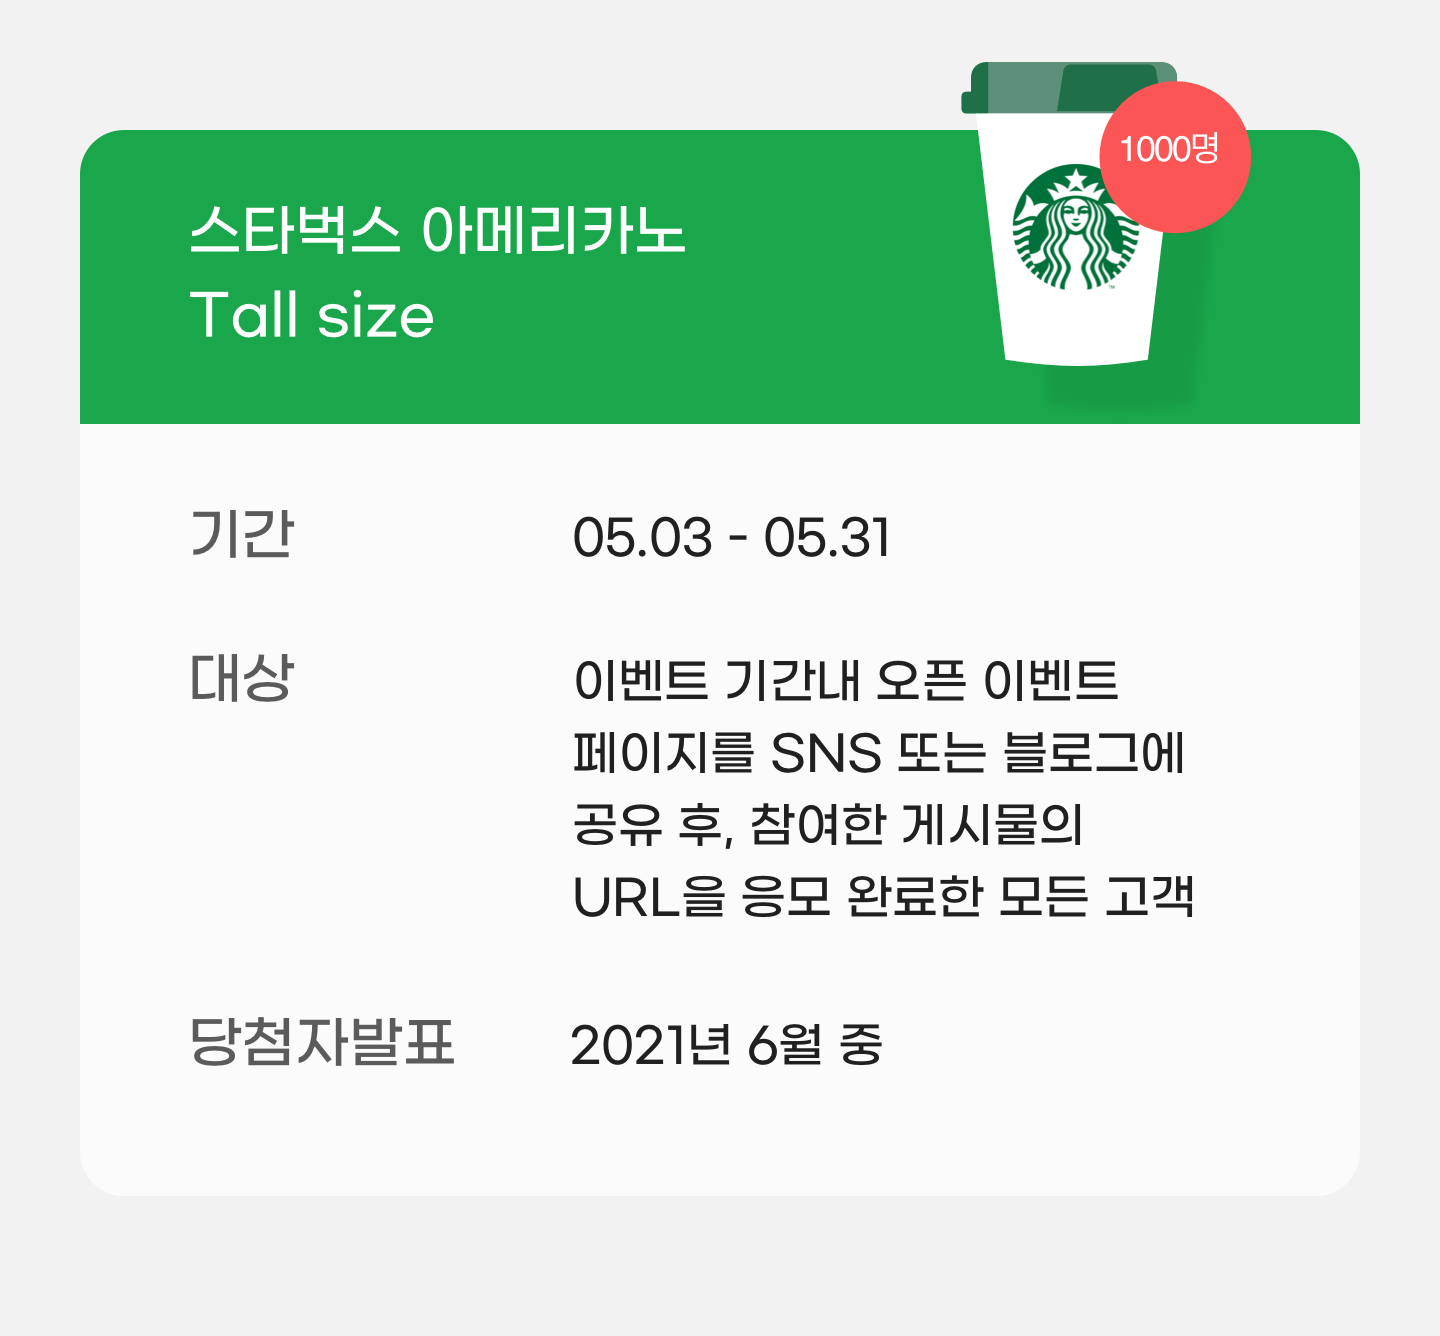 1000명
스타벅스 아메리카노
Tall size
기간
05.03 - 05.31
대상
이벤트 기간내 오픈 이벤트
페이지를 SNS 또는 블로그에
공유 후, 참여한 게시물의
URL을 응모 완료한 모든 고객
당첨자발표
2021년 6월 중